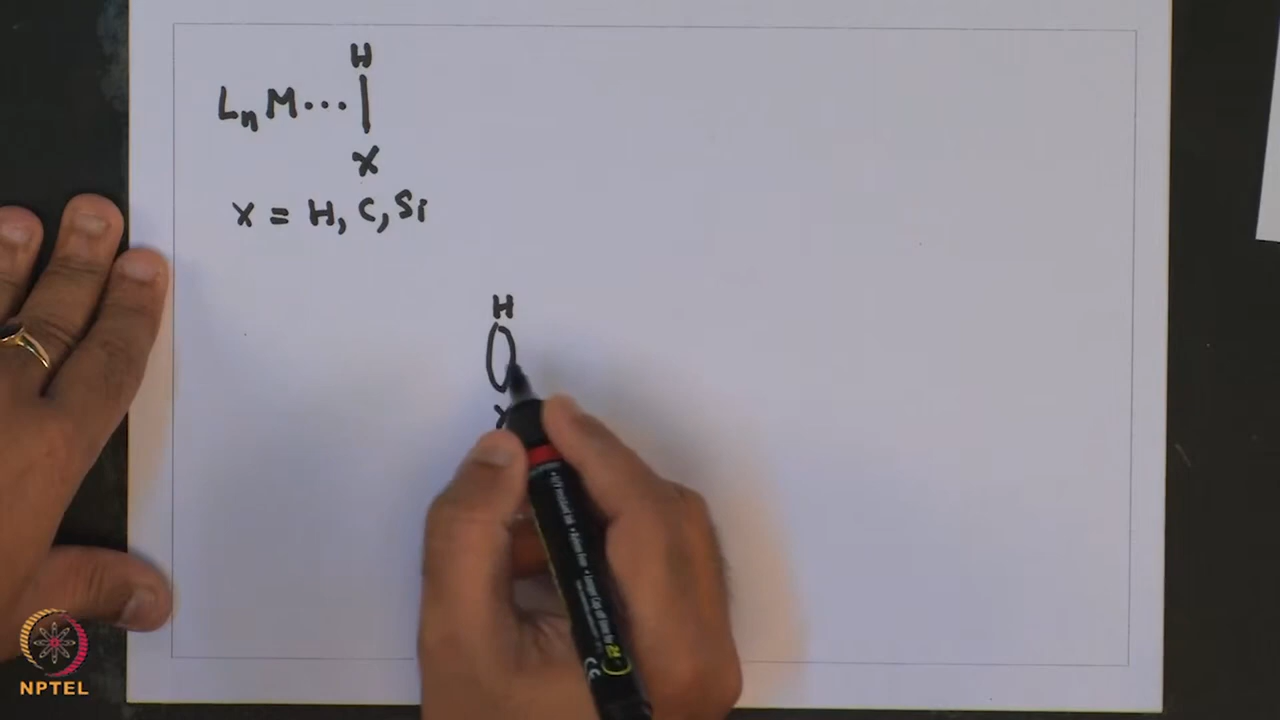 H
LnM...|
X
X = H, C, Si
H
X
NPTEL